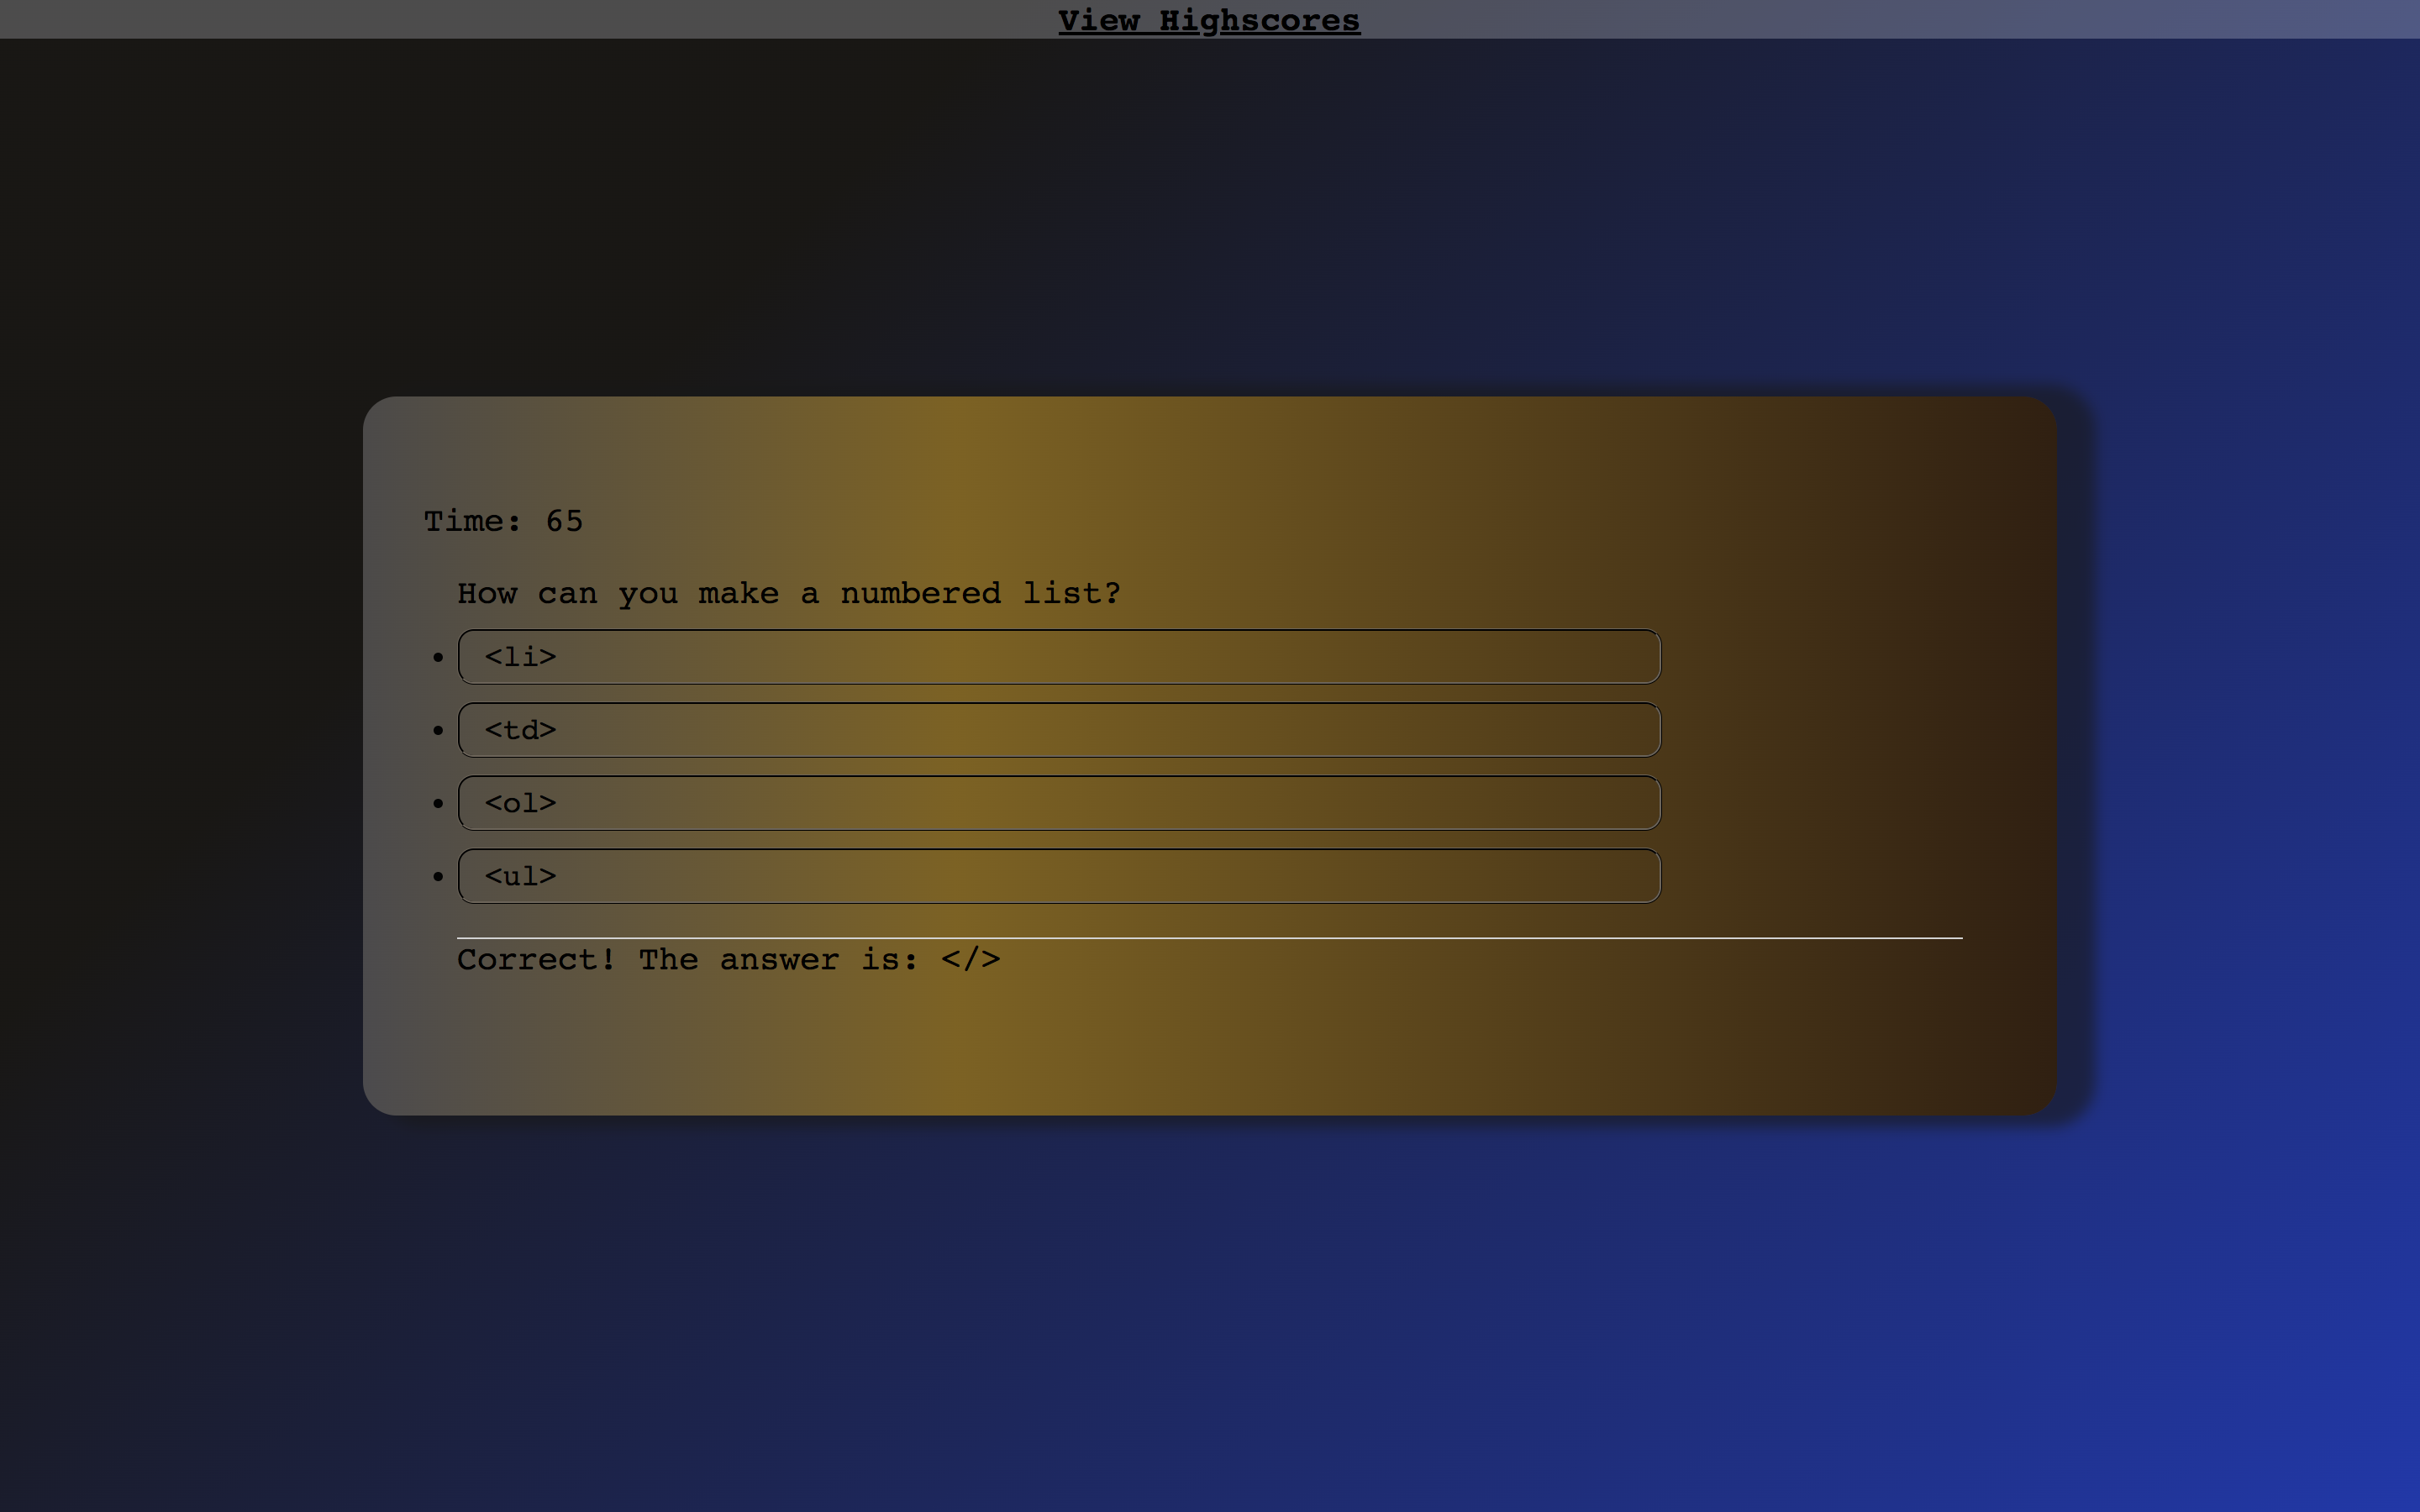 View Highscores
Time: 65
How can you make a numbered list?
<li>
<td>
<ol>
<ul>
Correct! The answer is: </>